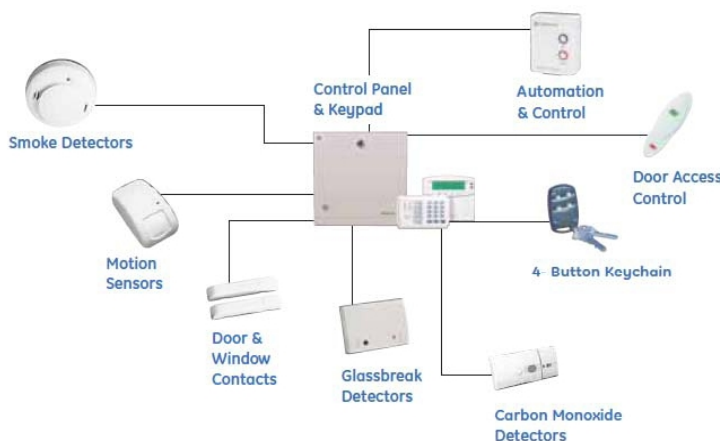 Control Panel
& Keypad
Automation
& Control
Smoke Detectors
Door Access
Control
Motion
Sensors
4- Button Keychain
Door &
Window
Contacts
Glassbreak
Detectors
Carbon Monoxide
Detectors